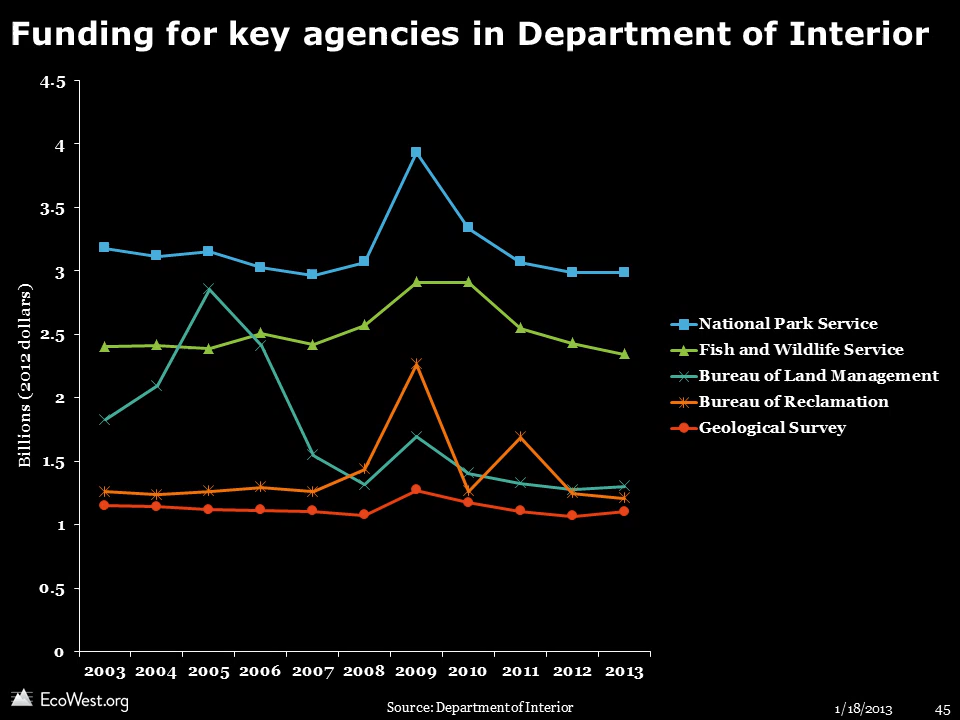 Funding for key agencies in Department of Interior
4.5
4
3.5
3
2.5
2
1.5
1
0.5
0
Billions (2012 dollars)
2003 2004 2005 2006 2007 2008 2009 2010 2011 2012 2013
National Park Service
Fish and Wildlife Service
Bureau of Land Management
Bureau of Reclamation
Geological Survey
EcoWest.org
Source: Department of Interior
1/18/2013
45